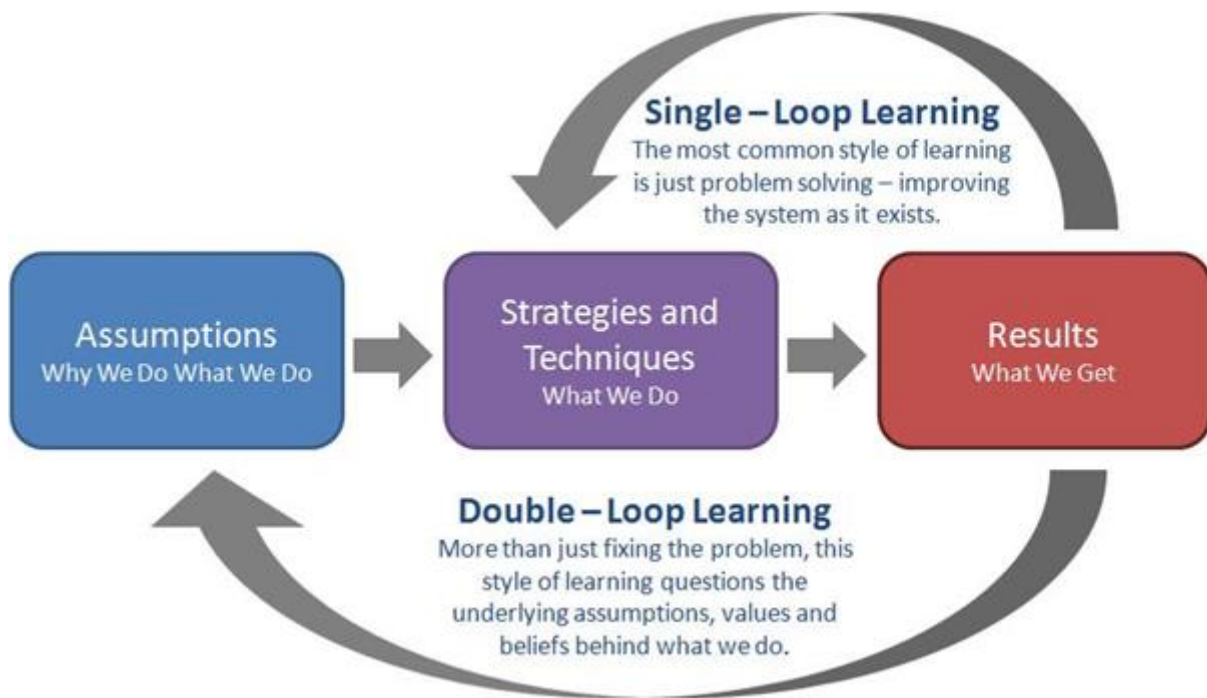 Single – Loop Learning
The most common style of learning
is just problem solving – improving
the system as it exists.
Assumptions
Why We Do What We Do
Strategies and
Techniques
What We Do
Results
What We Get
Double – Loop Learning
More than just fixing the problem, this
style of learning questions the
underlying assumptions, values and
beliefs behind what we do.